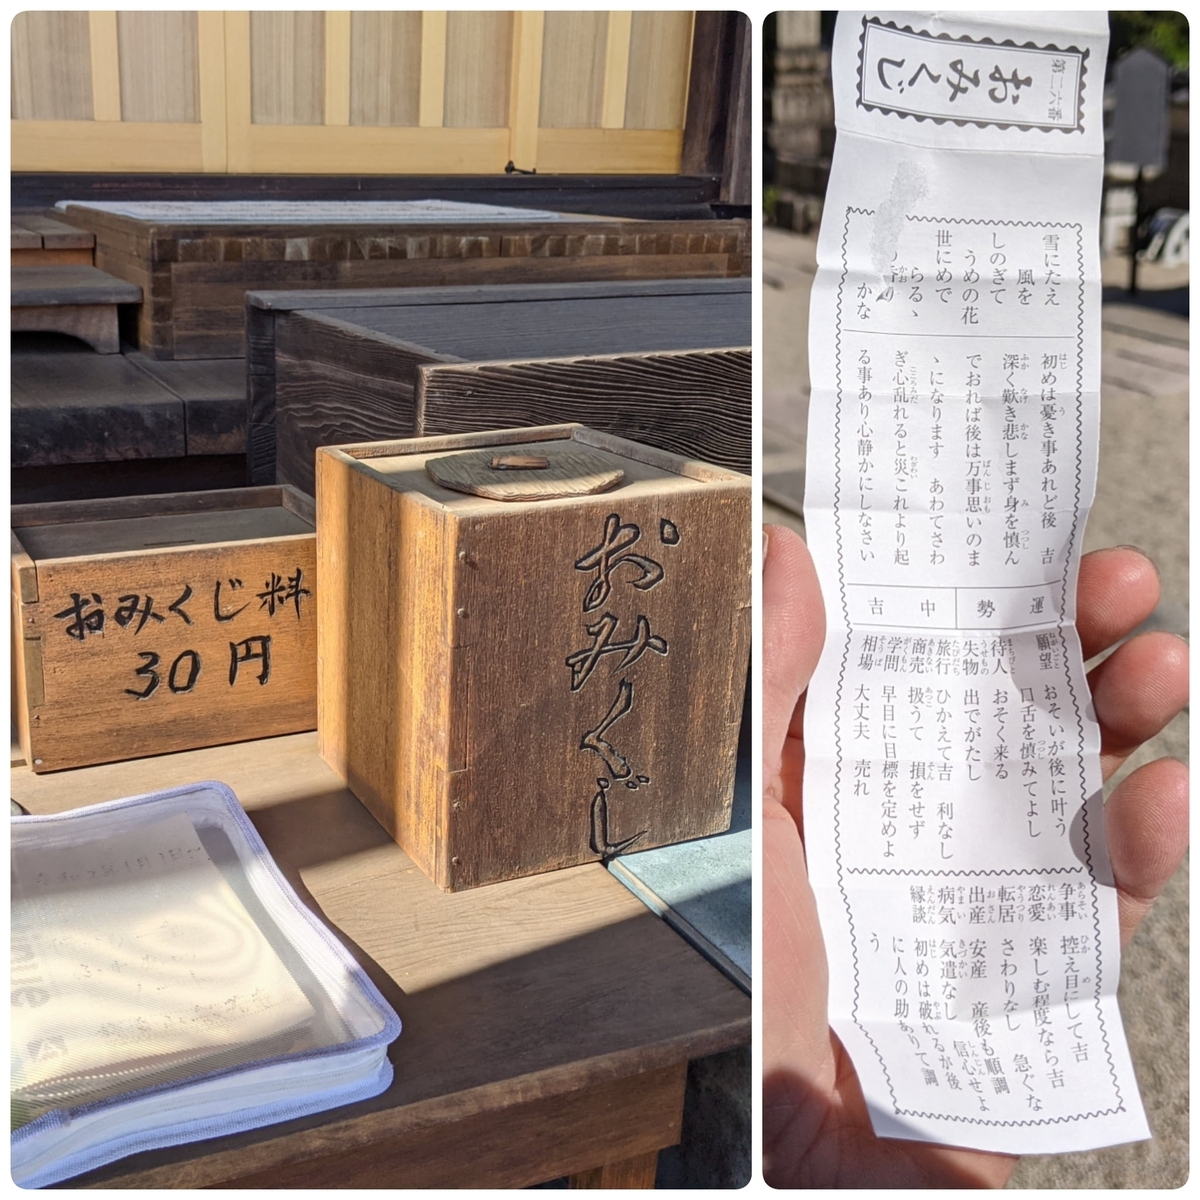 おみくじ料
30円
おみくじ
第二六番
おみくじ
雪にたえ
風を
しのぎて
うめの花
世にめで
らるゝ
り
かな
初めは憂き事あれど後 吉
深く歎き悲しまず身を慎ん
でおれば後は万事思いのま
ゝになります あわてさわ
ぎ心乱れると災これより起
る事あり心静かにしなさい
運勢 中吉
願望 おそいが後に叶う
口舌を慎みてよし
待人 おそく来る
失物 出でがたし
旅行 ひかえて吉 利なし
商売 扱うて 損をせず
学問 早目に目標を定めよ
相場 大丈夫 売れ
争事 控え目にして吉
恋愛 楽しむ程度なら吉
転居 さわりなし 急ぐな
出産 安産 産後も順調
病気 気遣なし 信心せよ
縁談 初めは破れるが後
に人の助ありて調
う